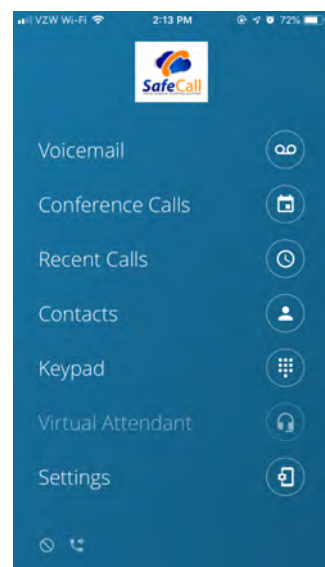 VZW Wi-Fi 2:13 PM 72%
SafeCall
Voicemail
Conference Calls
Recent Calls
Contacts
Keypad
Virtual Attendant
Settings